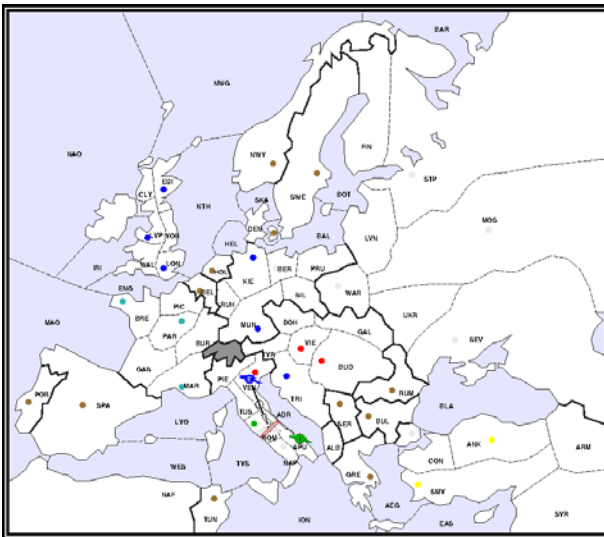 BAR
NWG
NAO
FIN
NWY
STP
SWE
CLY
EDI
SKA
BOT
MOS
NTH
LVN
DEN
LVP
YOR
BAL
HEL
IRI
WAL
LON
HOL
KIE
BER
PRU
ENG
BEL
RUH
WAR
SIL
PIC
UKR
BRE
MUN
BOH
GAL
MAO
PAR
SEV
BUR
VIE
BUD
GAS
PIE
VEN
TRI
MAR
RUM
POR
TUS
ADR
SER
BLA
SPA
LYO
BUL
ROM
APU
ANK
ALB
ARM
WES
TYS
NAP
CON
GRE
SMY
NAF
TUN
ION
AEG
EAS
SYR